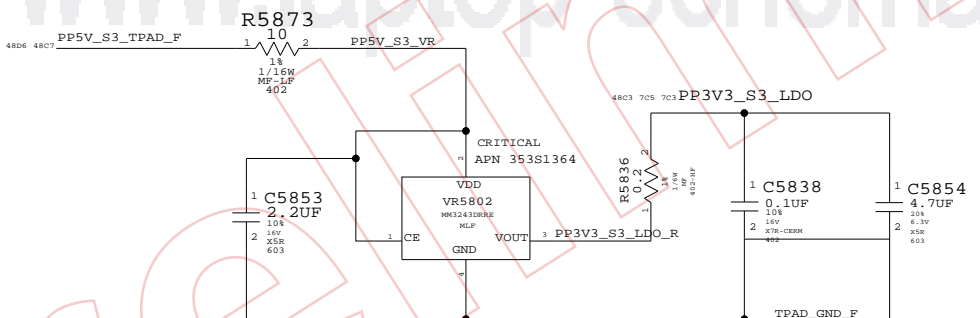 R5873
PP5V_S3_TPAD_F
10
PP5V_S3_VR
48D6 48C7
1
2
1%
1/16W
MF-LF
402
48C3 7C5 7C3 PP3V3_S3_LDO
CRITICAL
APN 353S1364
2
VDD
VR5802
MM3243DRRE
MLF
1
CE
VOUT
3
PP3V3_S3_LDO_R
GND
4
1
C5853
2.2UF
10%
2
16V
X5R
603
2
R5836
0.2
1%
1/6W
MF
402-HF
1
1
C5838
0.1UF
10%
2
16V
X7R-CERM
402
1
C5854
4.7UF
20%
2
6.3V
X5R
603
TPAD_GND_F